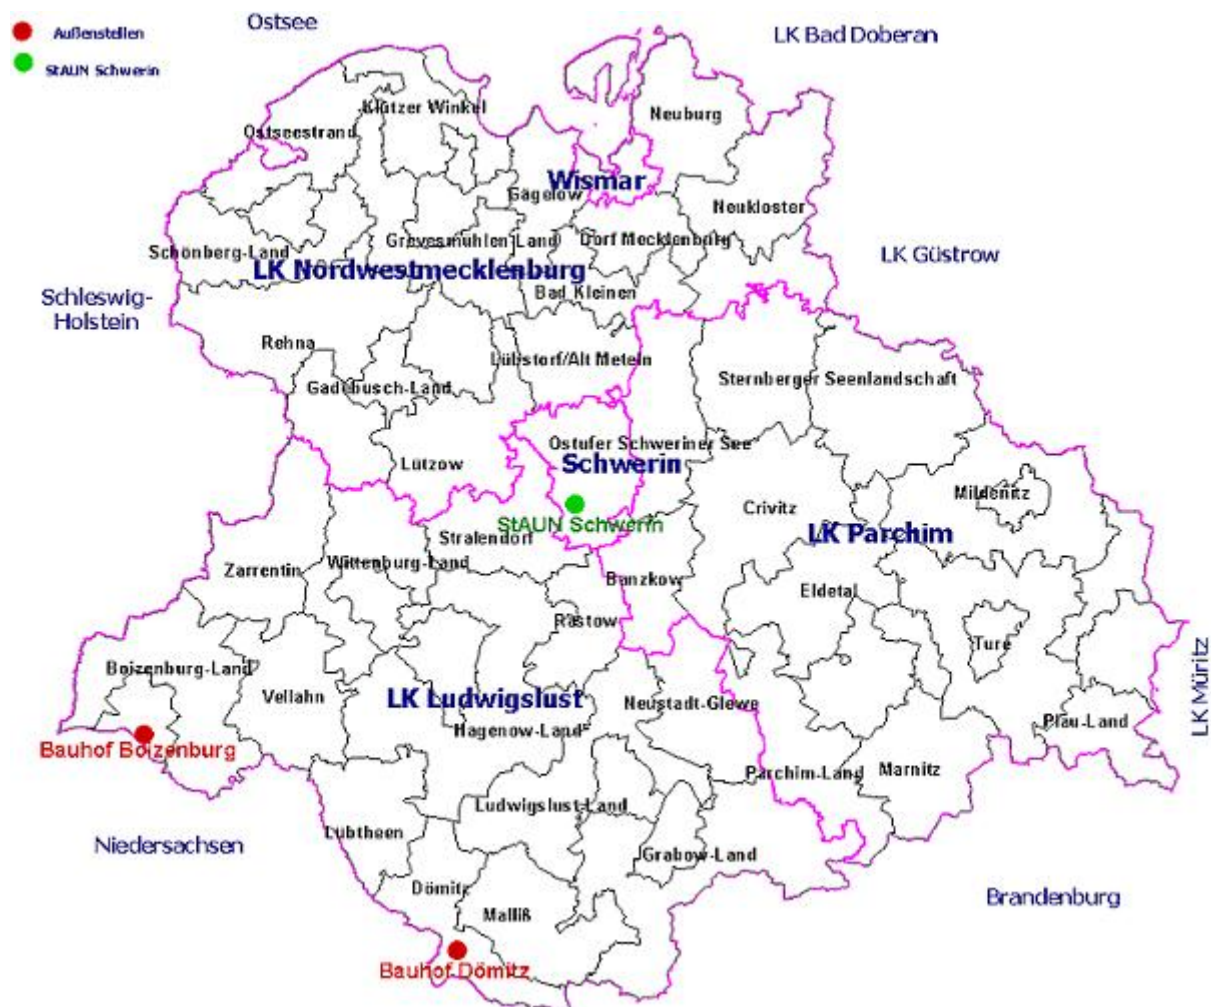 Ostsee
Außenstellen
StAUN Schwerin
LK Bad Doberan
Klützer Winkel
Ostseestrand
Neuburg
Wismar
Gägelow
Neukloster
Schönberg-Land
Grevesmühlen-Land
Dorf Mecklenburg
LK Nordwestmecklenburg
LK Güstrow
Bad Kleinen
Schleswig-
Holstein
Rehna
Lübstorf/Alt Meteln
Gadebusch-Land
Sternberger Seenlandschaft
Ostufer Schweriner See
Lützow
Schwerin
Mildenitz
Crivitz
StAUN Schwerin
LK Parchim
Stralendorf
Zarrentin
Wittenburg-Land
Banzkow
Eldetal
Rastow
Ture
Boizenburg-Land
Vellahn
LK Ludwigslust
Neustadt-Glewe
LK Müritz
Hagenow-Land
Plau-Land
Bauhof Boizenburg
Parchim-Land
Marnitz
Ludwigslust-Land
Lübtheen
Niedersachsen
Grabow-Land
Dömitz
Malliß
Brandenburg
Bauhof Dömitz